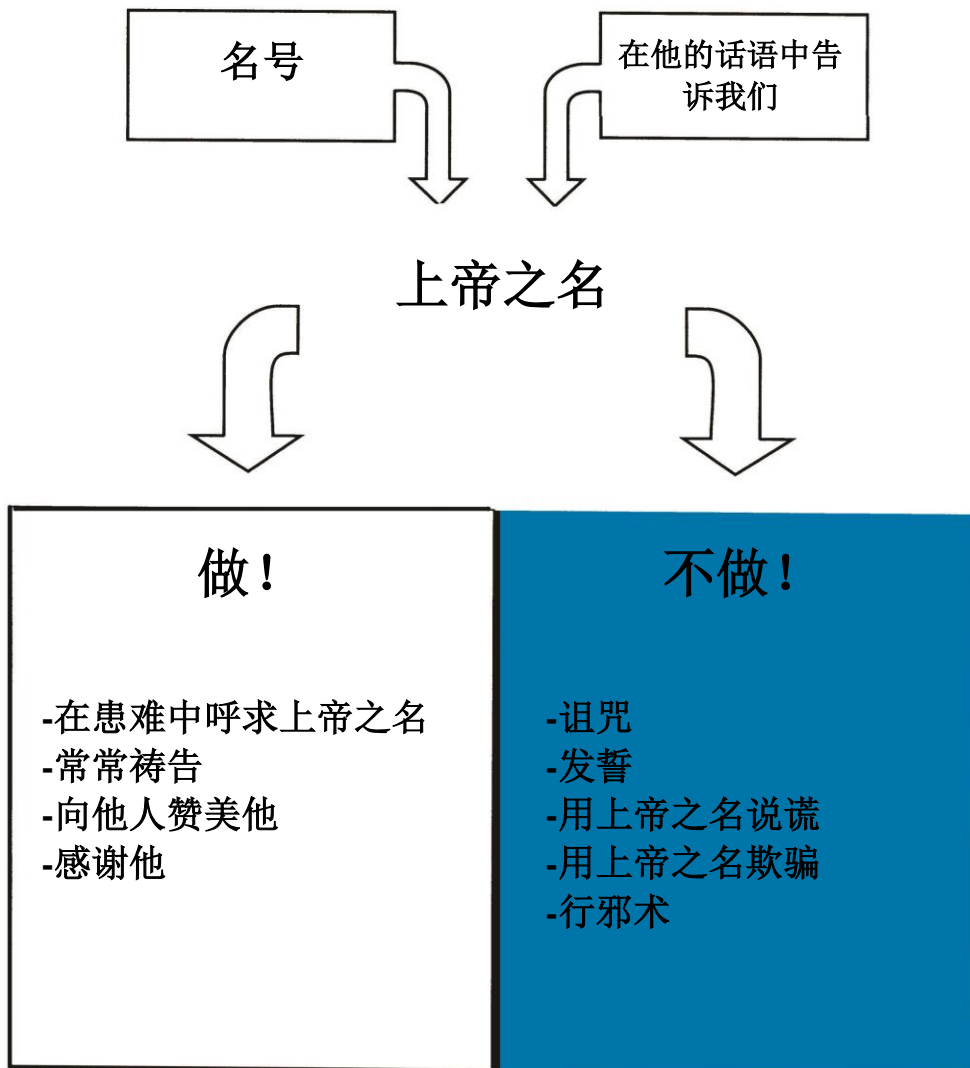 名号
在他的话语中告
诉我们
上帝之名
做！
-在患难中呼求上帝之名
-常常祷告
-向他人赞美他
-感谢他
不做！
-诅咒
-发誓
-用上帝之名说谎
-用上帝之名欺骗
-行邪术